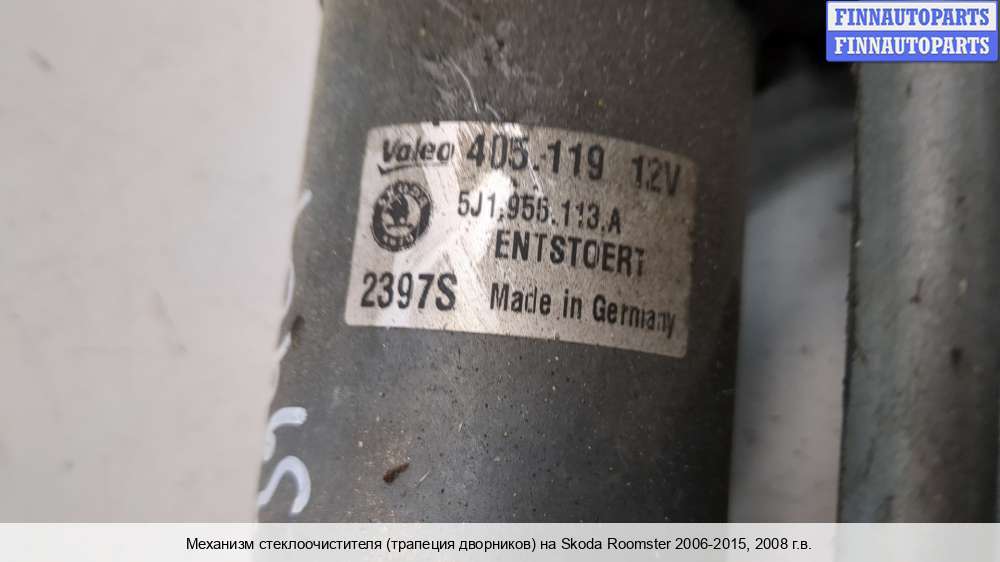 FINNAUTOPARTS
FINNAUTOPARTS
Valeo 405.119 12V
5J1.955.113.A
SKODA
ENTSTOERT
2397S Made in Germany
Механизм стеклоочистителя (трапеция дворников) на Skoda Roomster 2006-2015, 2008 г.в.